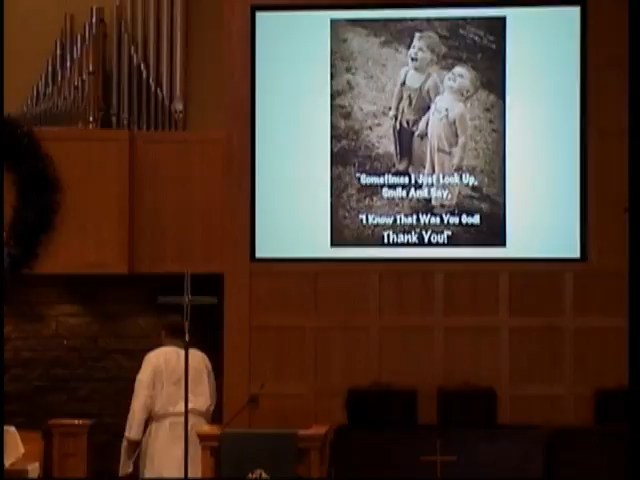 "Sometimes I Just Look Up,
Smile And Say,
"I Know That Was You God!
Thank You!"